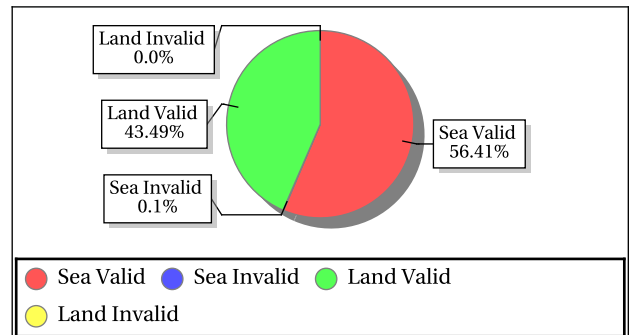 Land Invalid
0.0%
Land Valid
43.49%
Sea Valid
56.41%
Sea Invalid
0.1%
Sea Valid
Sea Invalid
Land Valid
Land Invalid